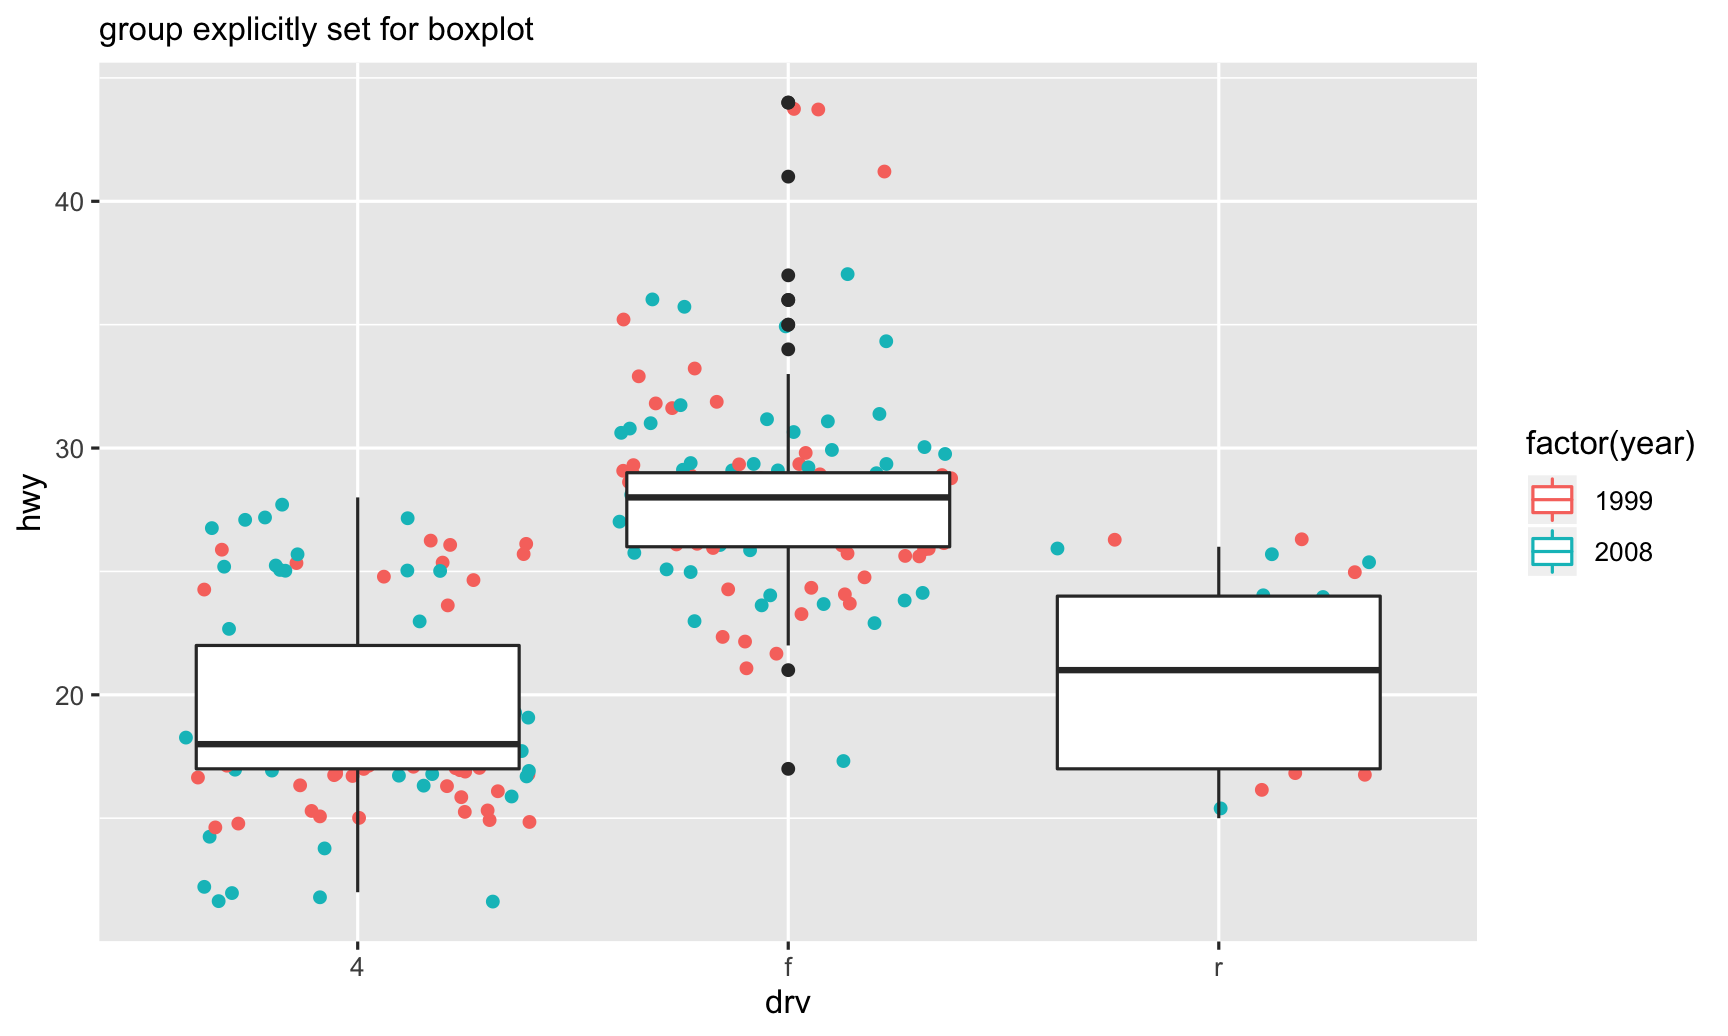 group explicitly set for boxplot
hwy
40
30
20
4
f
r
drv
factor(year)
1999
2008